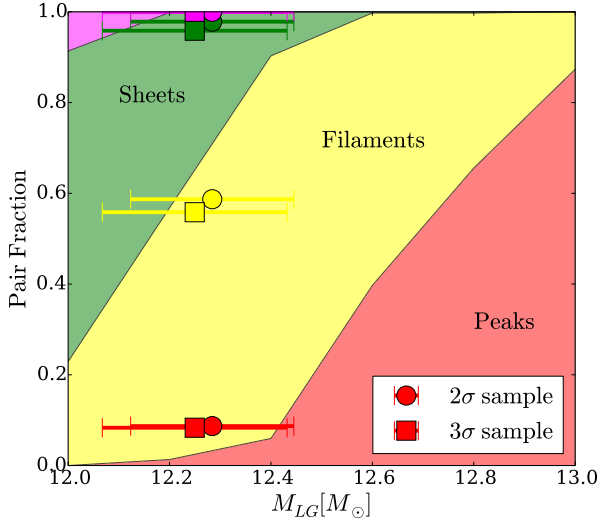 1.0
0.8
0.6
0.4
0.2
0.0
Pair Fraction
Sheets
Filaments
Peaks
2σ sample
3σ sample
12.0 12.2 12.4 12.6 12.8 13.0
M_{LG}[M_⊙]